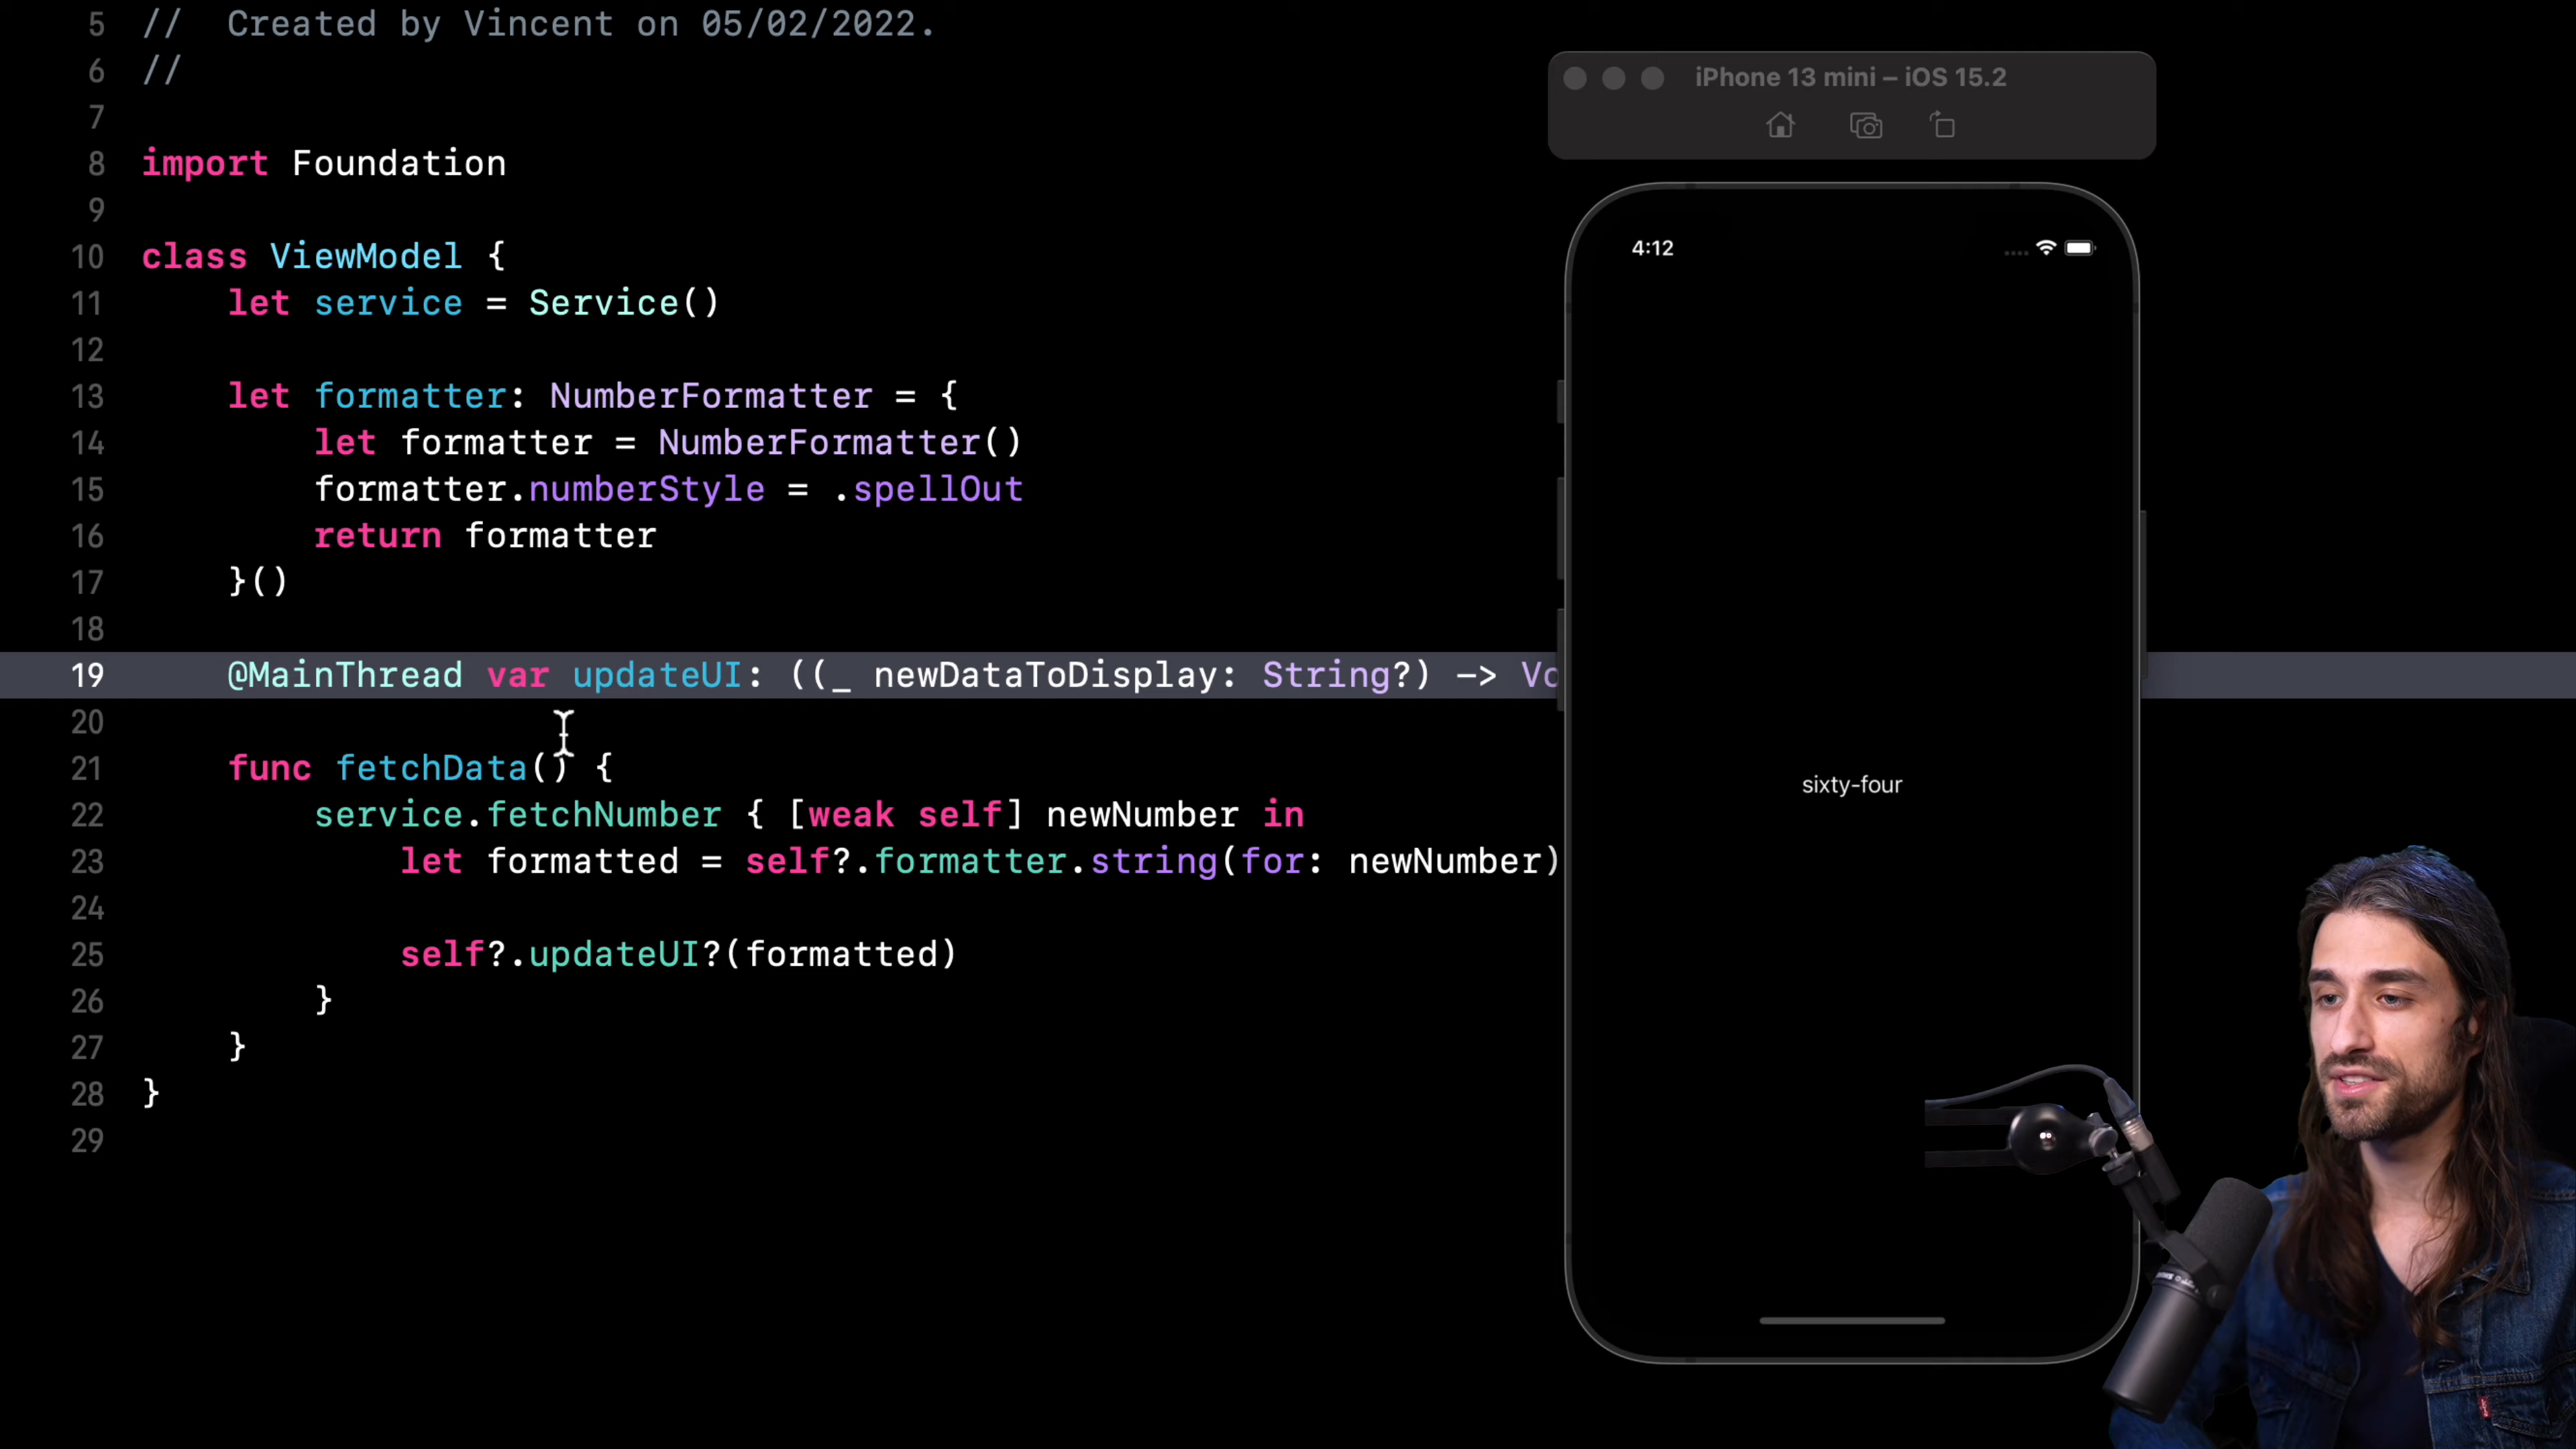 5 //  Created by Vincent on 05/02/2022.
6 //
7
8 import Foundation
9
10 class ViewModel {
11     let service = Service()
12
13     let formatter: NumberFormatter = {
14         let formatter = NumberFormatter()
15         formatter.numberStyle = .spellOut
16         return formatter
17     }()
18
19     @MainThread var updateUI: ((_ newDataToDisplay: String?) -> Vo
20
21     func fetchData() {
22         service.fetchNumber { [weak self] newNumber in
23             let formatted = self?.formatter.string(for: newNumber)
24
25             self?.updateUI?(formatted)
26         }
27     }
28 }
29
iPhone 13 mini – iOS 15.2
4:12
sixty-four